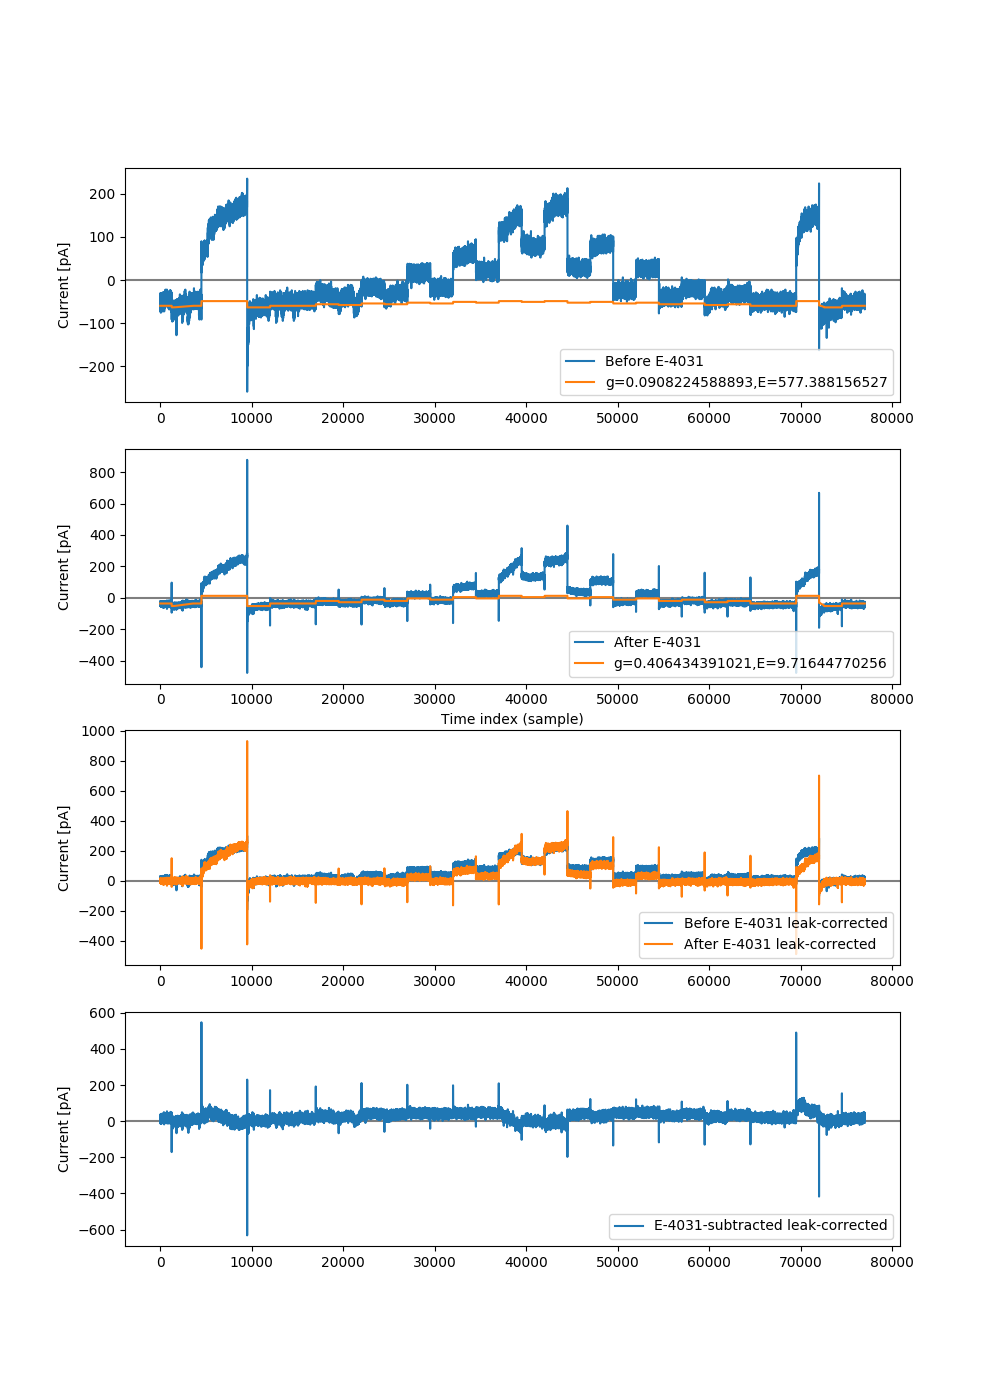 200
100
0
−100
−200
Current [pA]
Before E-4031
g=0.0908224588893,E=577.388156527
0 10000 20000 30000 40000 50000 60000 70000 80000
800
600
400
200
0
−200
−400
Current [pA]
After E-4031
g=0.406434391021,E=9.71644770256
0 10000 20000 30000 40000 50000 60000 70000 80000
Time index (sample)
1000
800
600
400
200
0
−200
−400
Current [pA]
Before E-4031 leak-corrected
After E-4031 leak-corrected
0 10000 20000 30000 40000 50000 60000 70000 80000
600
400
200
0
−200
−400
−600
Current [pA]
E-4031-subtracted leak-corrected
0 10000 20000 30000 40000 50000 60000 70000 80000